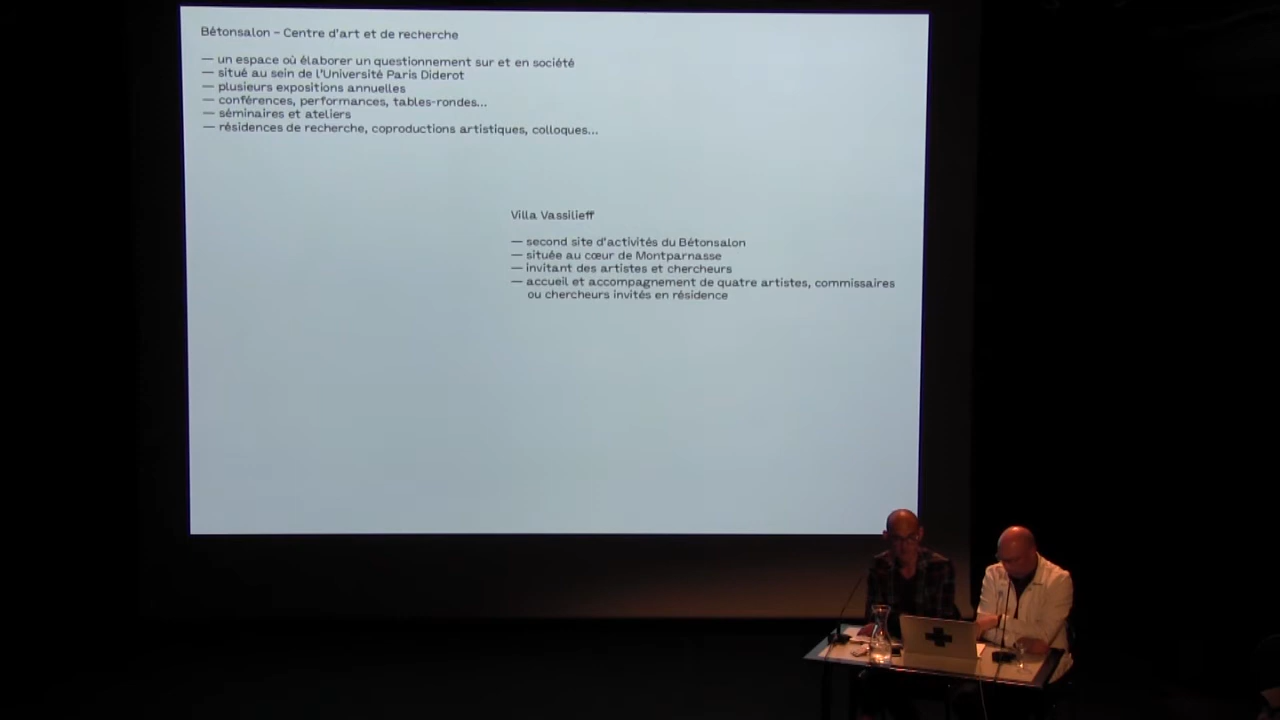 Bétonsalon – Centre d'art et de recherche
— un espace où élaborer un questionnement sur et en société
— situé au sein de l'Université Paris Diderot
— plusieurs expositions annuelles
— conférences, performances, tables-rondes...
— séminaires et ateliers
— résidences de recherche, coproductions artistiques, colloques...
Villa Vassilieff
— second site d'activités du Bétonsalon
— située au cœur de Montparnasse
— invitant des artistes et chercheurs
— accueil et accompagnement de quatre artistes, commissaires
ou chercheurs invités en résidence